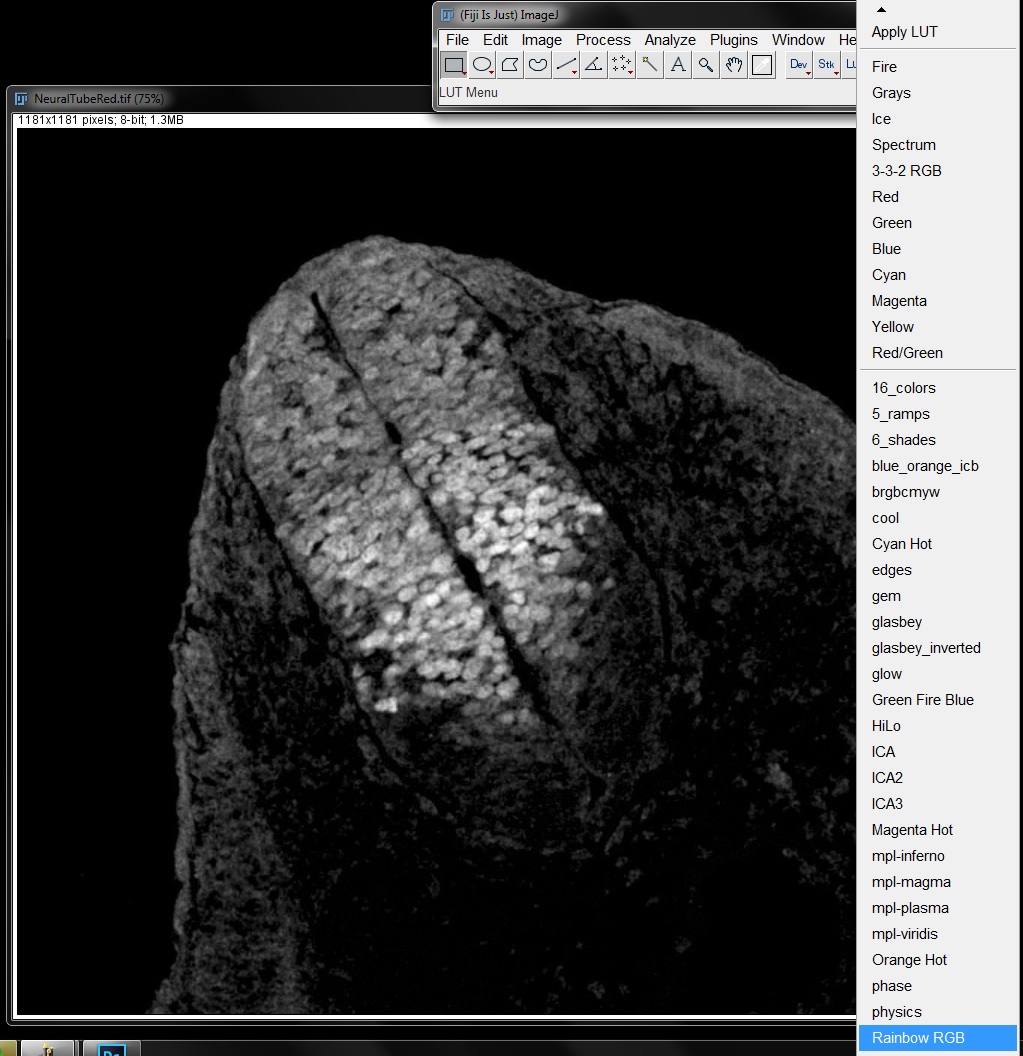 (Fiji Is Just) ImageJ
File Edit Image Process Analyze Plugins Window He
Dev Stk LU
LUT Menu
NeuralTubeRed.tif (75%)
1181x1181 pixels; 8-bit; 1.3MB
Apply LUT
Fire
Grays
Ice
Spectrum
3-3-2 RGB
Red
Green
Blue
Cyan
Magenta
Yellow
Red/Green
16_colors
5_ramps
6_shades
blue_orange_icb
brgbcmyw
cool
Cyan Hot
edges
gem
glasbey
glasbey_inverted
glow
Green Fire Blue
HiLo
ICA
ICA2
ICA3
Magenta Hot
mpl-inferno
mpl-magma
mpl-plasma
mpl-viridis
Orange Hot
phase
physics
Rainbow RGB